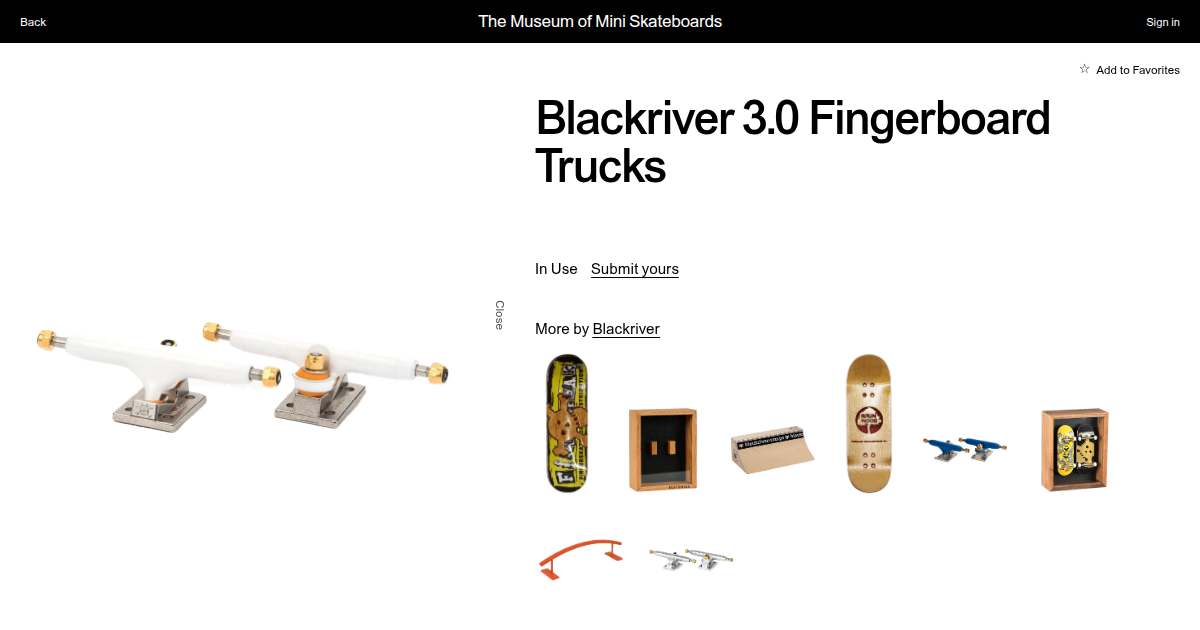 Back
The Museum of Mini Skateboards
Sign in
☆ Add to Favorites
Blackriver 3.0 Fingerboard
Trucks
In Use Submit yours
Close
More by Blackriver